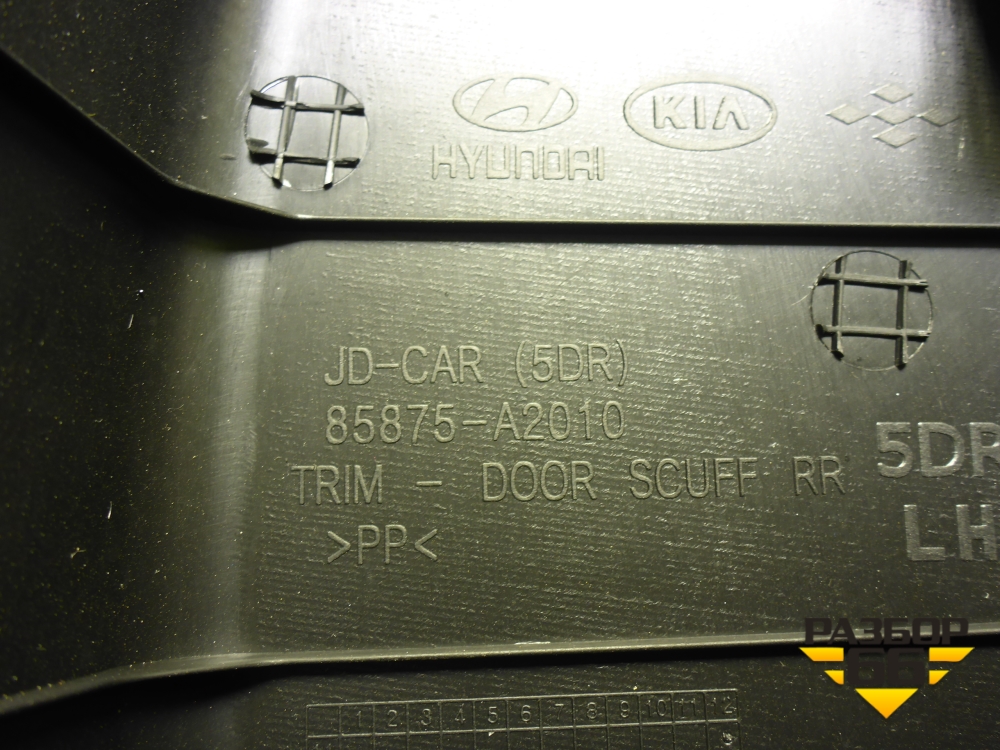 HYUNDAI KIA
JD-CAR (5DR)
85875-A2010
TRIM - DOOR SCUFF RR
>PP<
5DR
LH
РАЗБОР
66
1 2 3 4 5 6 7 8 9 10 11 12